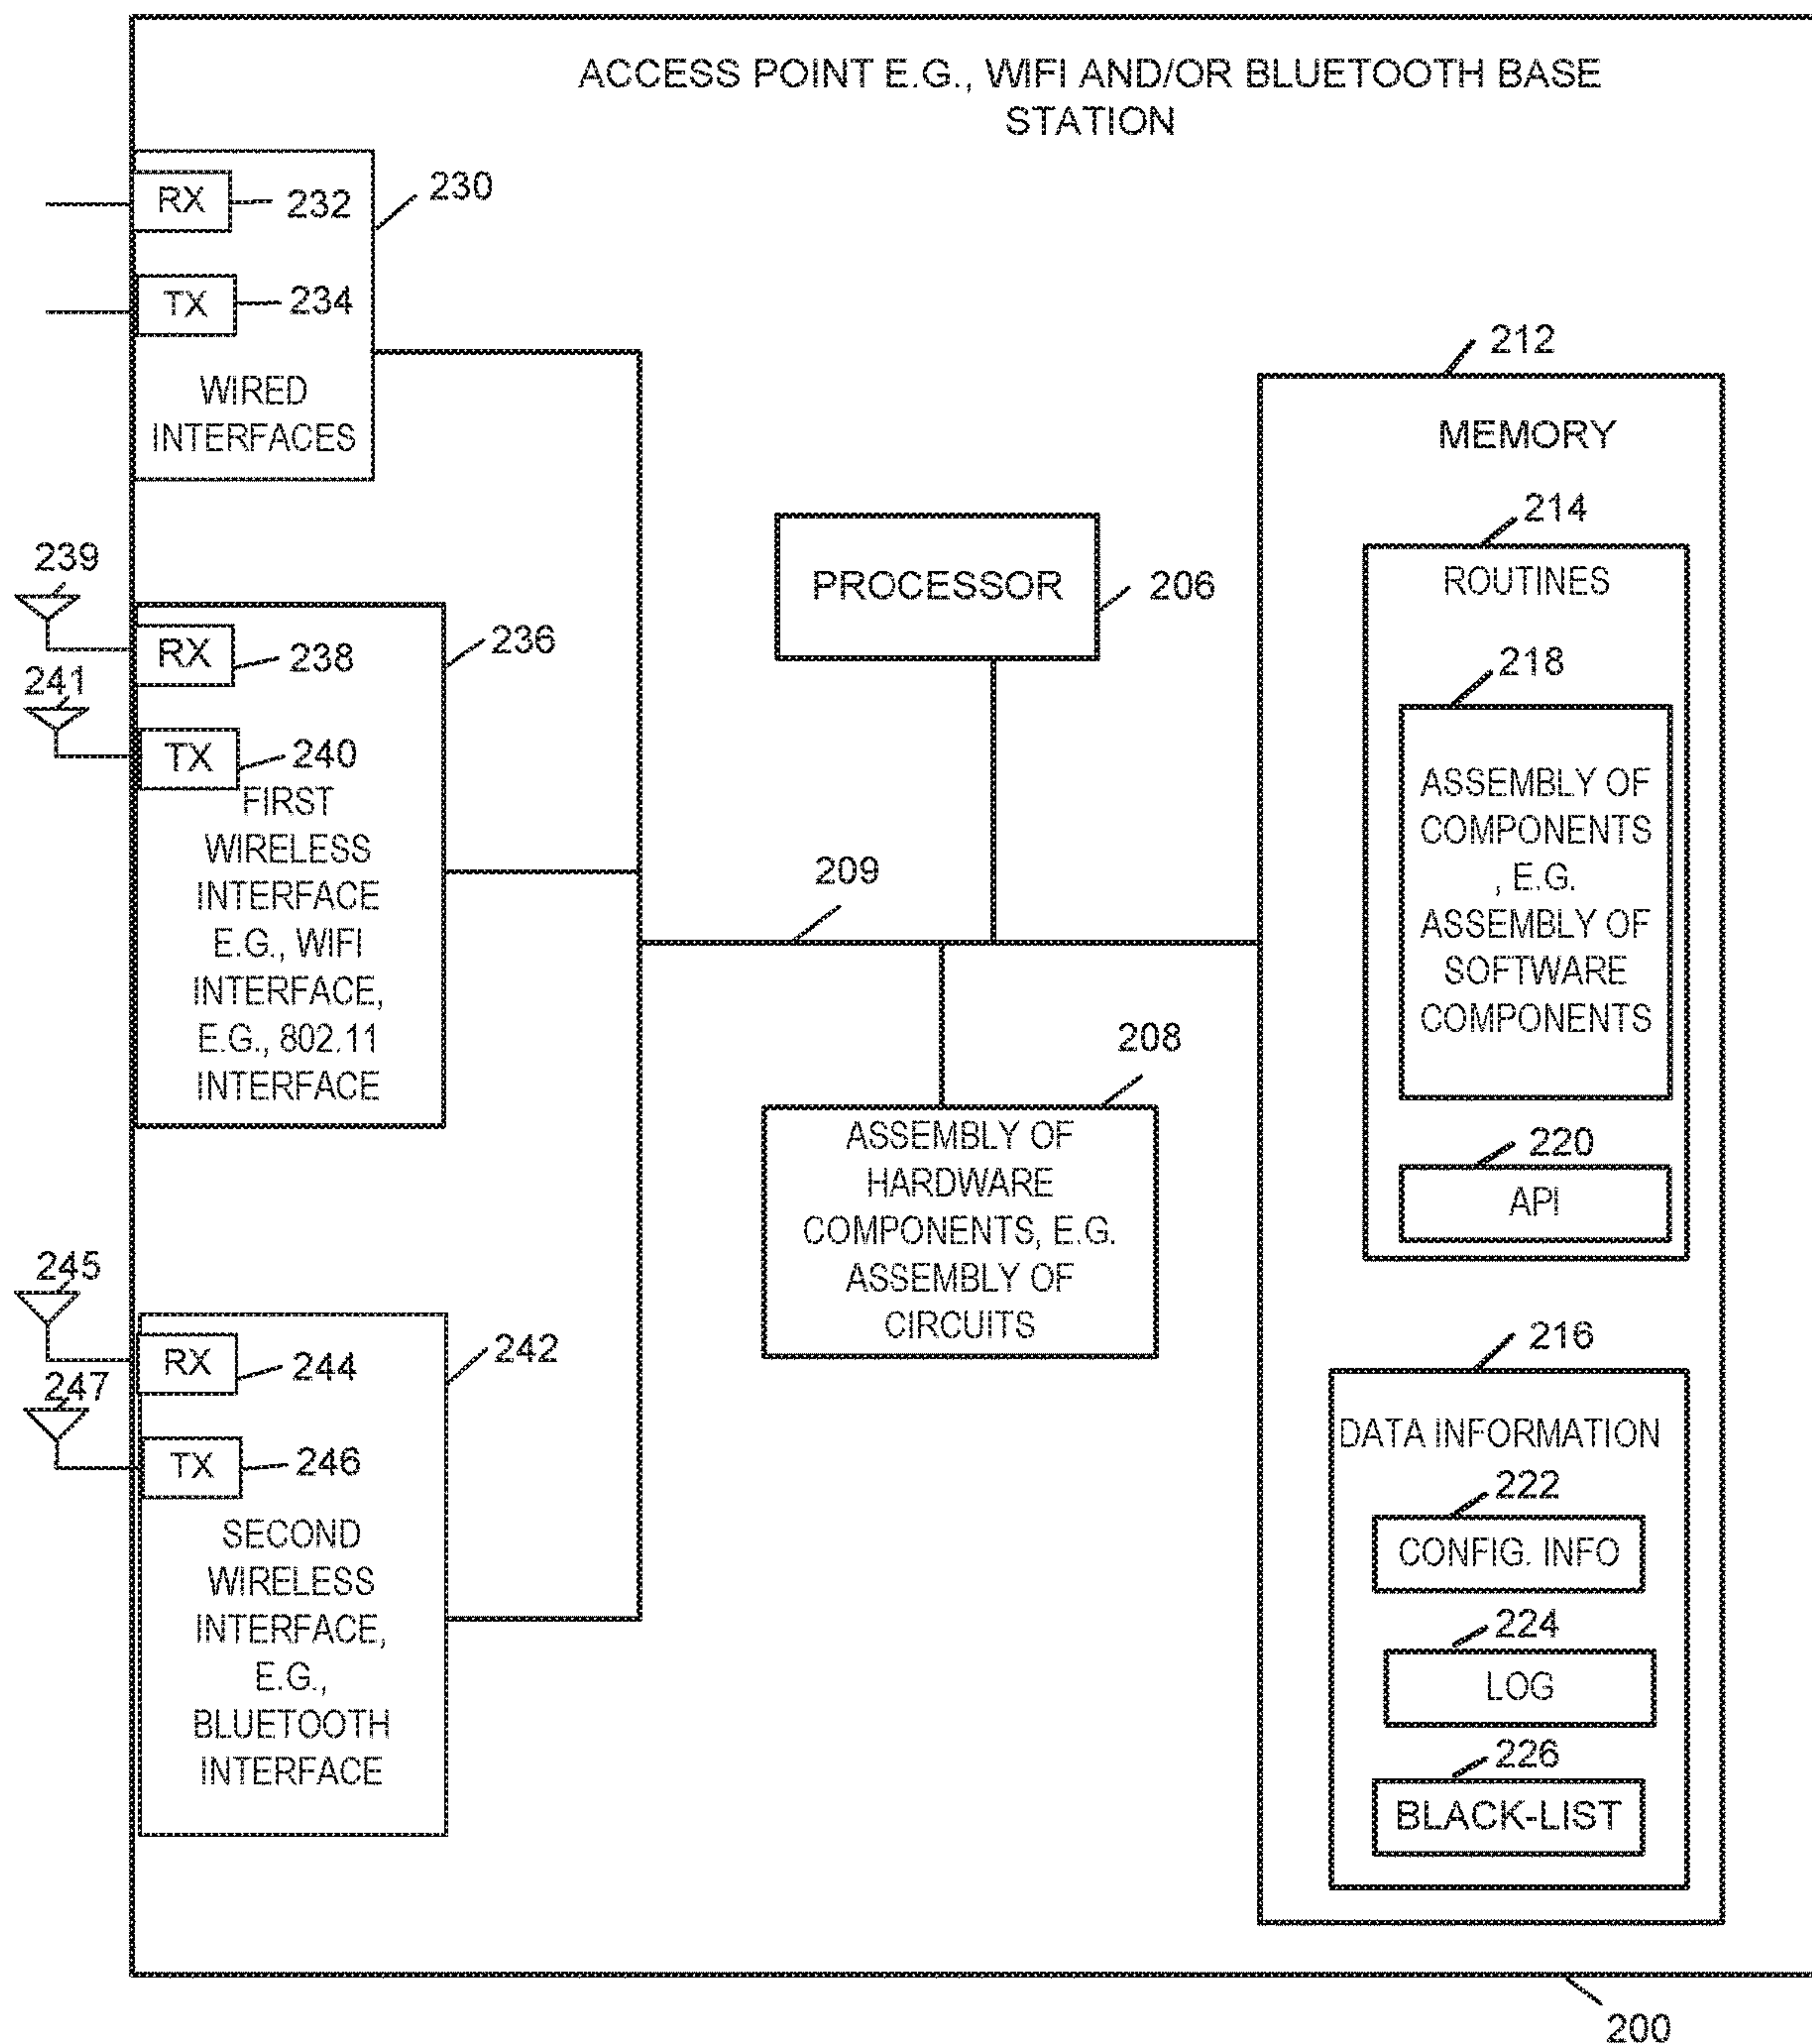 ACCESS POINT E.G., WIFI AND/OR BLUETOOTH BASE
STATION
RX
232
230
TX
234
WIRED
INTERFACES
239
RX
238
236
241
TX
240
FIRST
WIRELESS
INTERFACE
E.G., WIFI
INTERFACE,
E.G., 802.11
INTERFACE
245
RX
244
242
247
TX
246
SECOND
WIRELESS
INTERFACE,
E.G.,
BLUETOOTH
INTERFACE
PROCESSOR
206
209
208
ASSEMBLY OF
HARDWARE
COMPONENTS, E.G.
ASSEMBLY OF
CIRCUITS
212
MEMORY
214
ROUTINES
218
ASSEMBLY OF
COMPONENTS
, E.G.
ASSEMBLY OF
SOFTWARE
COMPONENTS
220
API
216
DATA INFORMATION
222
CONFIG. INFO
224
LOG
226
BLACK-LIST
200